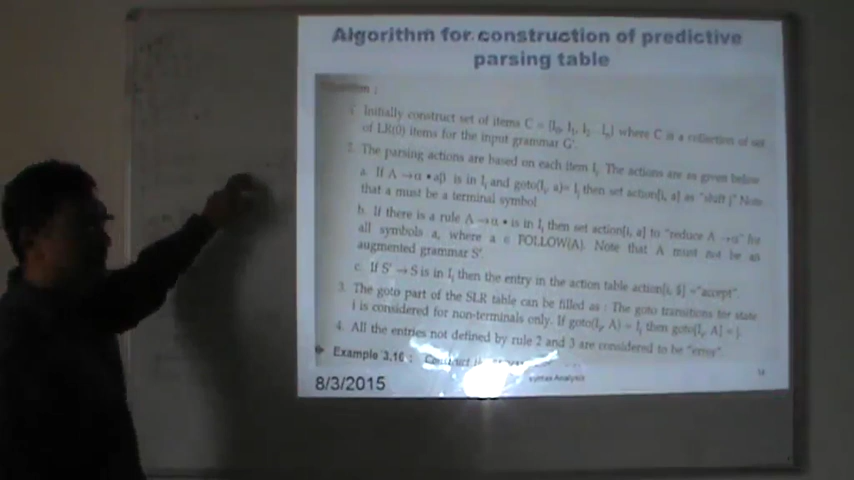 Algorithm for construction of predictive
parsing table
1. Initially construct set of items C = {I₀, I₁, I₂ ... Iₙ} where C is a collection of set
of LR(0) items for the input grammar G'.
2. The parsing actions are based on each item Iᵢ. The actions are as given below
a. If A → α • aβ is in Iᵢ and goto(Iᵢ, a)= Iⱼ then set action[i, a] as "shift j" Note
that a must be a terminal symbol
b. If there is a rule A → α • is in Iᵢ then set action[i, a] to "reduce A → α" for
all symbols a, where a ∈ FOLLOW(A). Note that A must not be an
augmented grammar S'
c. If S' → S is in Iᵢ then the entry in the action table action[i, $] ="accept".
3. The goto part of the SLR table can be filled as : The goto transitions for state
i is considered for non-terminals only. If goto(Iᵢ, A) = Iⱼ then goto[Iᵢ, A] = j.
4. All the entries not defined by rule 2 and 3 are considered to be "error".
Example 3.16 : Construct the
8/3/2015
Syntax Analysis